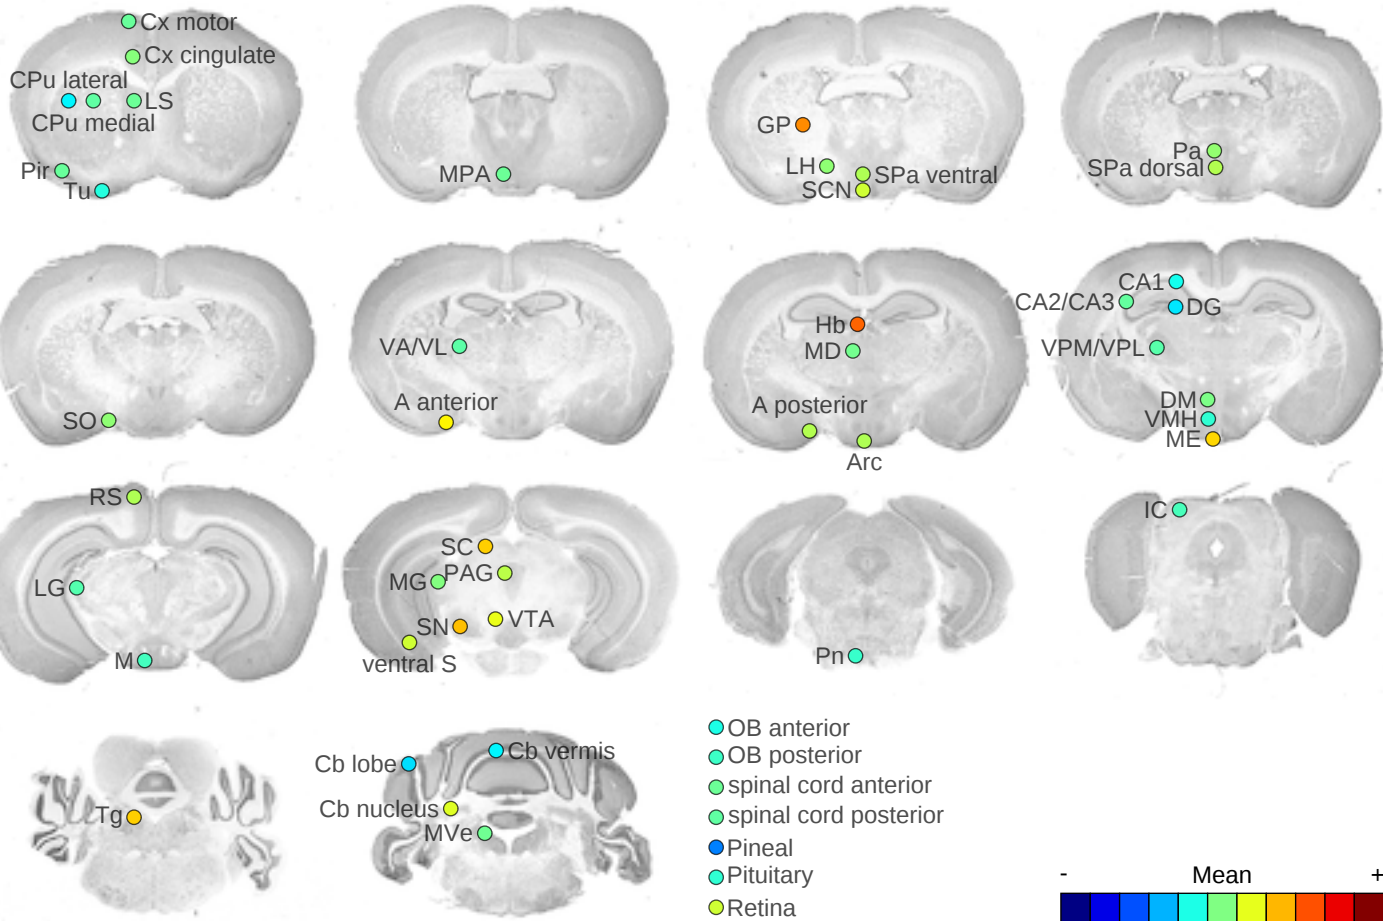 Cx motor
Cx cingulate
CPu lateral
LS
CPu medial
Pir
Tu
MPA
GP
LH
SPa ventral
SCN
Pa
SPa dorsal
SO
VA/VL
A anterior
Hb
MD
A posterior
Arc
CA1
CA2/CA3
DG
VPM/VPL
DM
VMH
ME
RS
LG
M
SC
PAG
MG
VTA
SN
ventral S
Pn
IC
Tg
Cb vermis
Cb lobe
Cb nucleus
MVe
OB anterior
OB posterior
spinal cord anterior
spinal cord posterior
Pineal
Pituitary
Retina
- Mean +